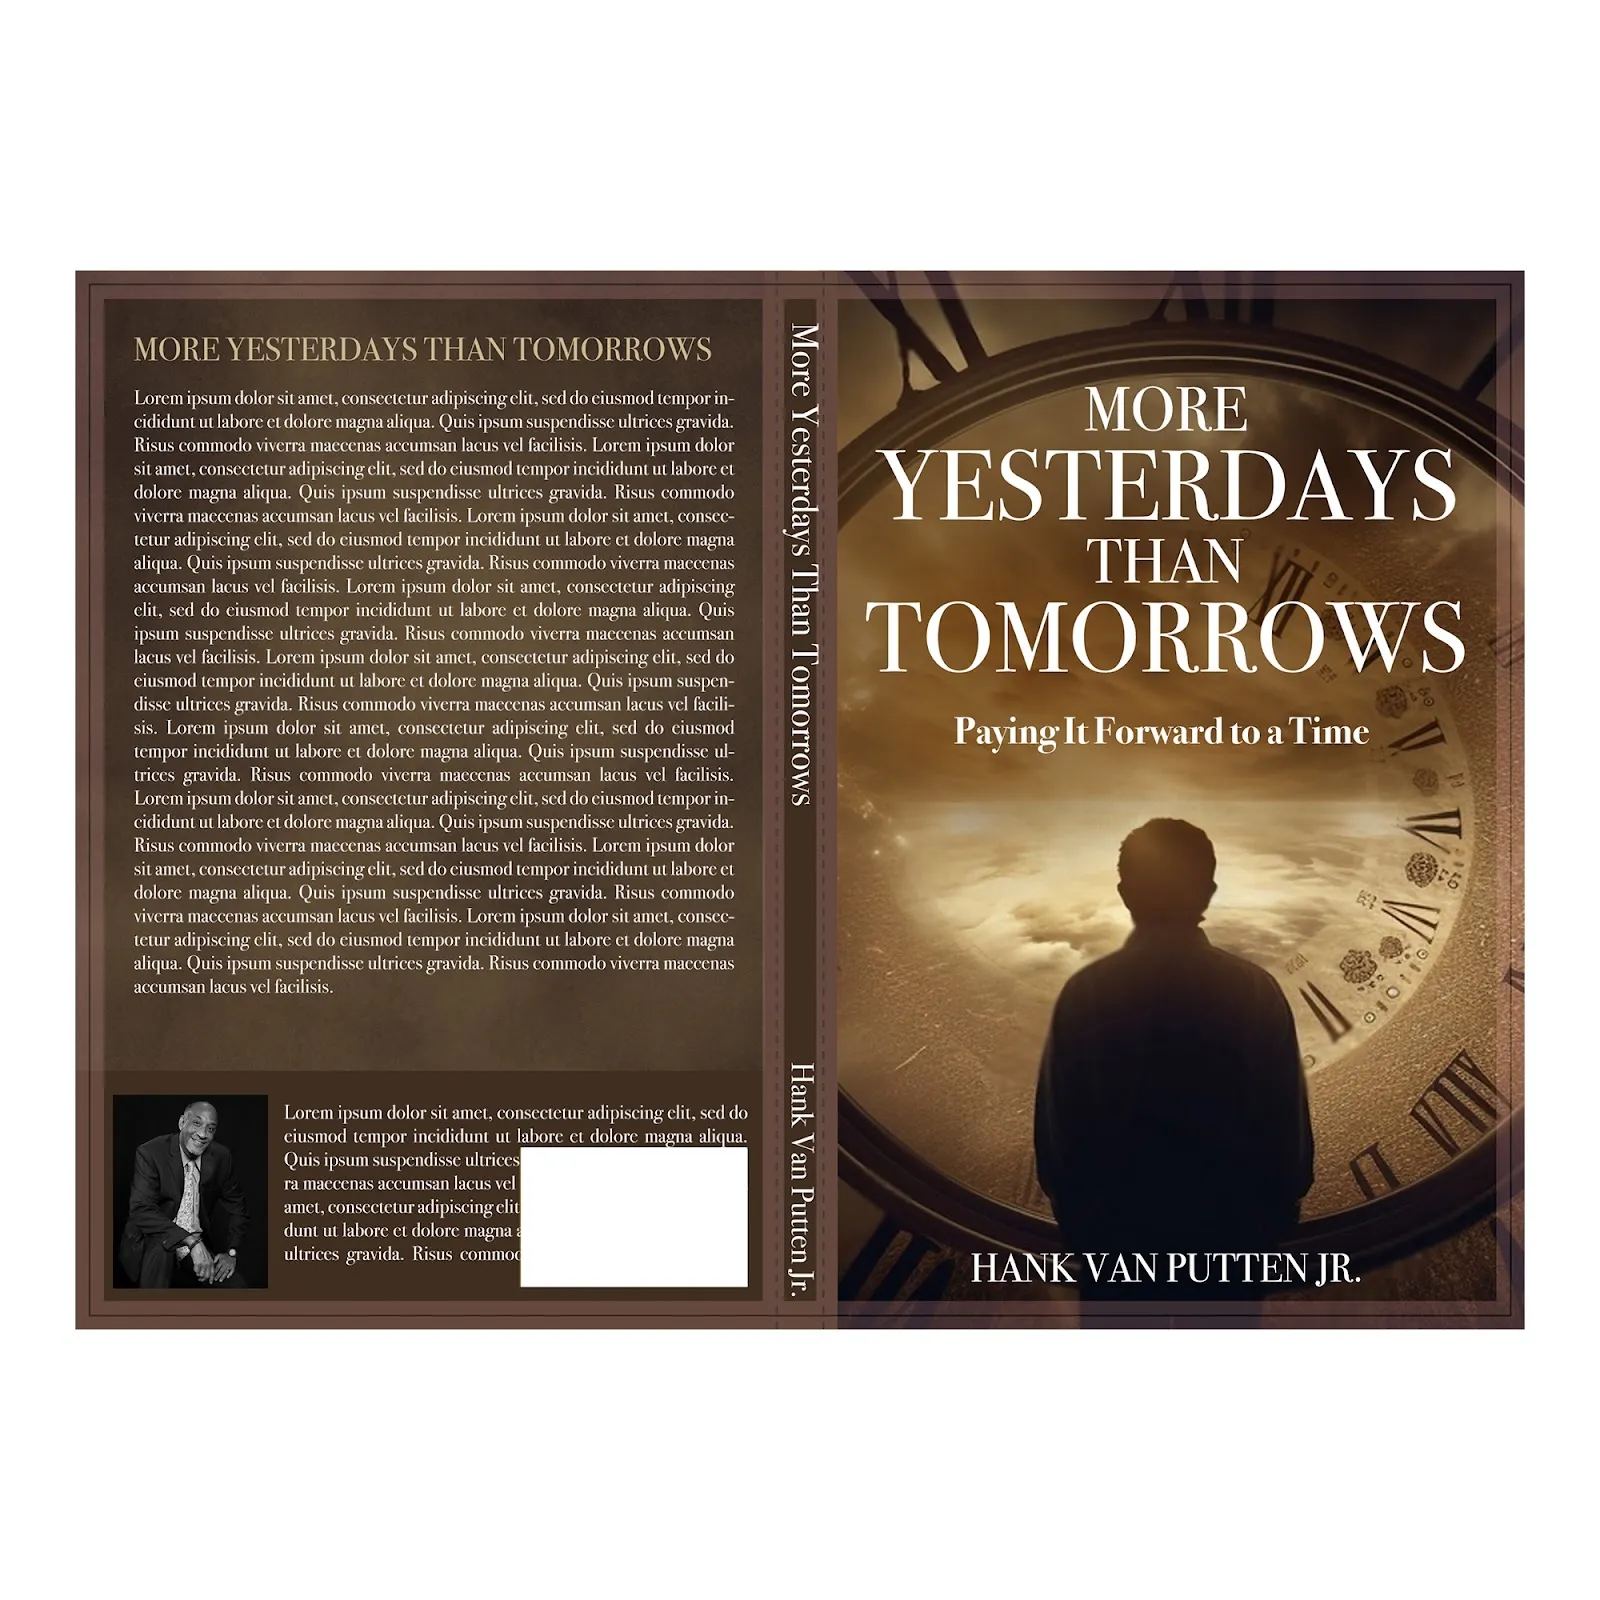 MORE YESTERDAYS THAN TOMORROWS
Lorem ipsum dolor sit amet, consectetur adipiscing elit, sed do eiusmod tempor in-
cididunt ut labore et dolore magna aliqua. Quis ipsum suspendisse ultrices gravida.
Risus commodo viverra maecenas accumsan lacus vel facilisis. Lorem ipsum dolor
sit amet, consectetur adipiscing elit, sed do eiusmod tempor incididunt ut labore et
dolore magna aliqua. Quis ipsum suspendisse ultrices gravida. Risus commodo
viverra maecenas accumsan lacus vel facilisis. Lorem ipsum dolor sit amet, consec-
tetur adipiscing elit, sed do eiusmod tempor incididunt ut labore et dolore magna
aliqua. Quis ipsum suspendisse ultrices gravida. Risus commodo viverra maecenas
accumsan lacus vel facilisis. Lorem ipsum dolor sit amet, consectetur adipiscing
elit, sed do eiusmod tempor incididunt ut labore et dolore magna aliqua. Quis
ipsum suspendisse ultrices gravida. Risus commodo viverra maecenas accumsan
lacus vel facilisis. Lorem ipsum dolor sit amet, consectetur adipiscing elit, sed do
eiusmod tempor incididunt ut labore et dolore magna aliqua. Quis ipsum suspen-
disse ultrices gravida. Risus commodo viverra maecenas accumsan lacus vel facili-
sis. Lorem ipsum dolor sit amet, consectetur adipiscing elit, sed do eiusmod
tempor incididunt ut labore et dolore magna aliqua. Quis ipsum suspendisse ul-
trices gravida. Risus commodo viverra maecenas accumsan lacus vel facilisis.
Lorem ipsum dolor sit amet, consectetur adipiscing elit, sed do eiusmod tempor in-
cididunt ut labore et dolore magna aliqua. Quis ipsum suspendisse ultrices gravida.
Risus commodo viverra maecenas accumsan lacus vel facilisis. Lorem ipsum dolor
sit amet, consectetur adipiscing elit, sed do eiusmod tempor incididunt ut labore et
dolore magna aliqua. Quis ipsum suspendisse ultrices gravida. Risus commodo
viverra maecenas accumsan lacus vel facilisis. Lorem ipsum dolor sit amet, consec-
tetur adipiscing elit, sed do eiusmod tempor incididunt ut labore et dolore magna
aliqua. Quis ipsum suspendisse ultrices gravida. Risus commodo viverra maecenas
accumsan lacus vel facilisis.
Lorem ipsum dolor sit amet, consectetur adipiscing elit, sed do
eiusmod tempor incididunt ut labore et dolore magna aliqua.
Quis ipsum suspendisse ultrices
ra maecenas accumsan lacus vel
amet, consectetur adipiscing elit
dunt ut labore et dolore magna
ultrices gravida. Risus
More Yesterdays Than Tomorrows
Hank Van Putten Jr.
MORE
YESTERDAYS
THAN
TOMORROWS
Paying It Forward to a Time
HANK VAN PUTTEN JR.